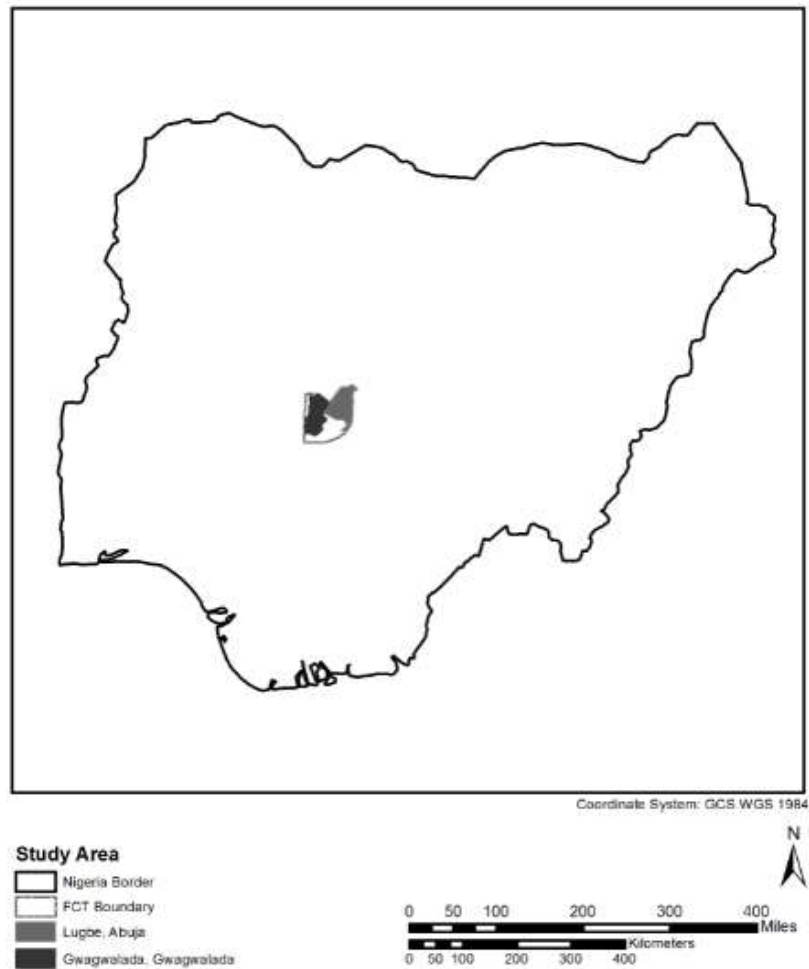 Coordinate System: GCS WGS 1984
N
Study Area
Nigeria Border
FCT Boundary
Lugbe, Abuja
Gwagwalada, Gwagwalada
0 50 100 200 300 400
Miles
Kilometers
0 50 100 200 300 400